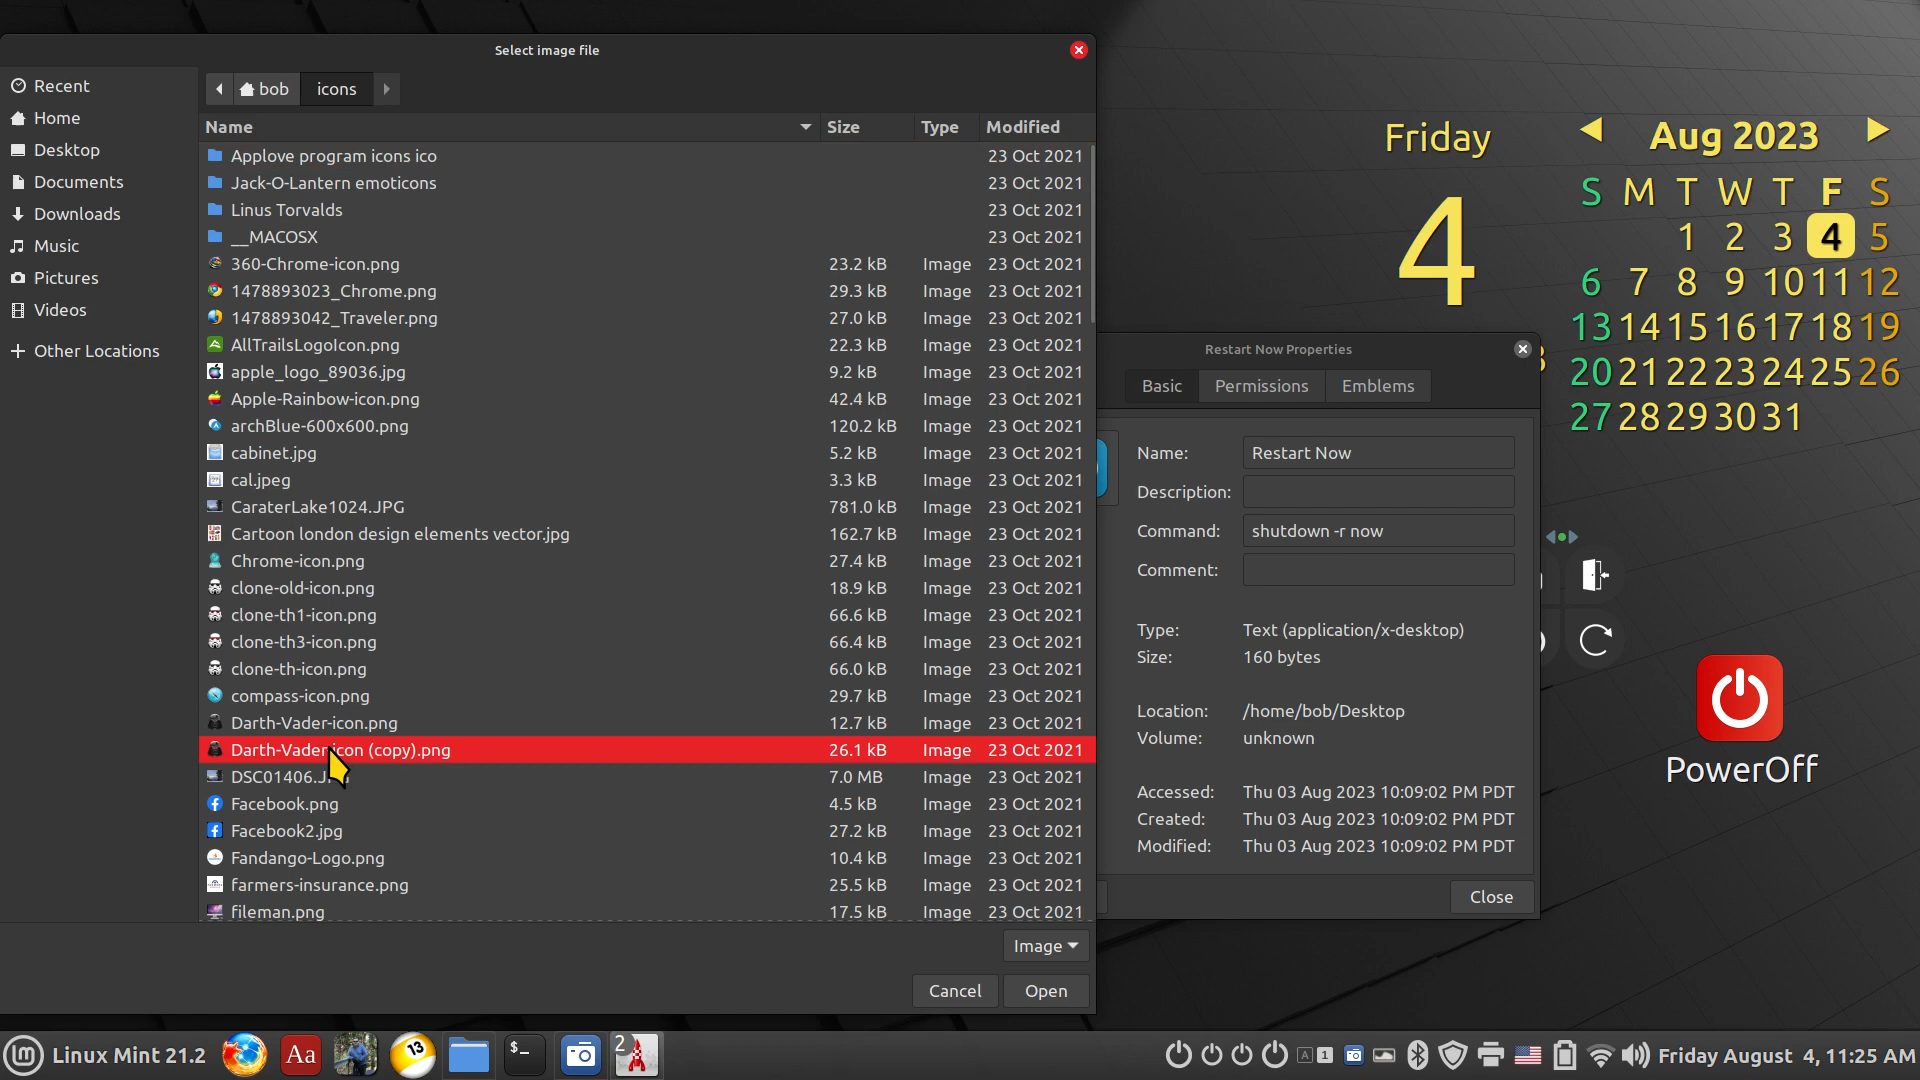 Select image file
Recent
Home
Desktop
Documents
Downloads
Music
Pictures
Videos
Other Locations
bob icons
Name Size Type Modified
Applove program icons ico 23 Oct 2021
Jack-O-Lantern emoticons 23 Oct 2021
Linus Torvalds 23 Oct 2021
__MACOSX 23 Oct 2021
360-Chrome-icon.png 23.2 kB Image 23 Oct 2021
1478893023_Chrome.png 29.3 kB Image 23 Oct 2021
1478893042_Traveler.png 27.0 kB Image 23 Oct 2021
AllTrailsLogoIcon.png 22.3 kB Image 23 Oct 2021
apple_logo_89036.jpg 9.2 kB Image 23 Oct 2021
Apple-Rainbow-icon.png 42.4 kB Image 23 Oct 2021
archBlue-600x600.png 120.2 kB Image 23 Oct 2021
cabinet.jpg 5.2 kB Image 23 Oct 2021
cal.jpeg 3.3 kB Image 23 Oct 2021
CaraterLake1024.JPG 781.0 kB Image 23 Oct 2021
Cartoon london design elements vector.jpg 162.7 kB Image 23 Oct 2021
Chrome-icon.png 27.4 kB Image 23 Oct 2021
clone-old-icon.png 18.9 kB Image 23 Oct 2021
clone-th1-icon.png 66.6 kB Image 23 Oct 2021
clone-th3-icon.png 66.4 kB Image 23 Oct 2021
clone-th-icon.png 66.0 kB Image 23 Oct 2021
compass-icon.png 29.7 kB Image 23 Oct 2021
Darth-Vader-icon.png 12.7 kB Image 23 Oct 2021
Darth-Vader-icon (copy).png 26.1 kB Image 23 Oct 2021
7.0 MB Image 23 Oct 2021
Facebook.png 4.5 kB Image 23 Oct 2021
Facebook2.jpg 27.2 kB Image 23 Oct 2021
Fandango-Logo.png 10.4 kB Image 23 Oct 2021
farmers-insurance.png 25.5 kB Image 23 Oct 2021
fileman.png 17.5 kB Image 23 Oct 2021
Image
Cancel Open
Friday
4
Aug 2023
S M T W T F S
1 2 3 4 5
6 7 8 9 10 11 12
13 14 15 16 17 18 19
20 21 22 23 24 25 26
27 28 29 30 31
Restart Now Properties
Basic Permissions Emblems
Name: Restart Now
Description:
Command: shutdown -r now
Comment:
Type: Text (application/x-desktop)
Size: 160 bytes
Location: /home/bob/Desktop
Volume: unknown
Accessed: Thu 03 Aug 2023 10:09:02 PM PDT
Created: Thu 03 Aug 2023 10:09:02 PM PDT
Modified: Thu 03 Aug 2023 10:09:02 PM PDT
Close
PowerOff
Linux Mint 21.2 Aa 13 $_ 2 A 1 Friday August 4, 11:25 AM